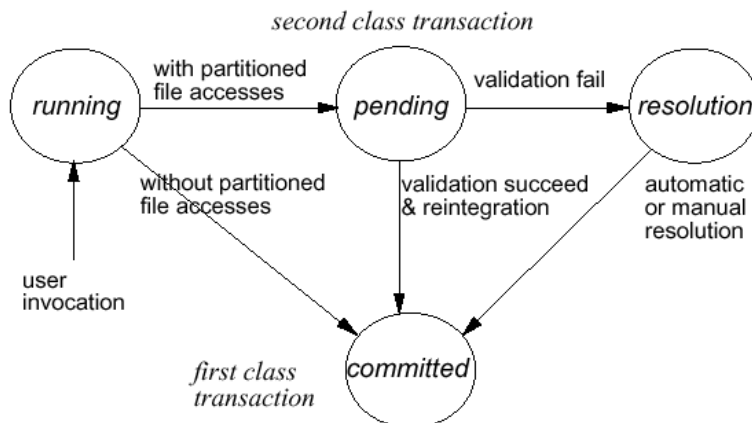 second class transaction
with partitioned
file accesses
validation fail
running
pending
resolution
without partitioned
file accesses
validation succeed
& reintegration
automatic
or manual
resolution
user
invocation
first class
transaction
committed